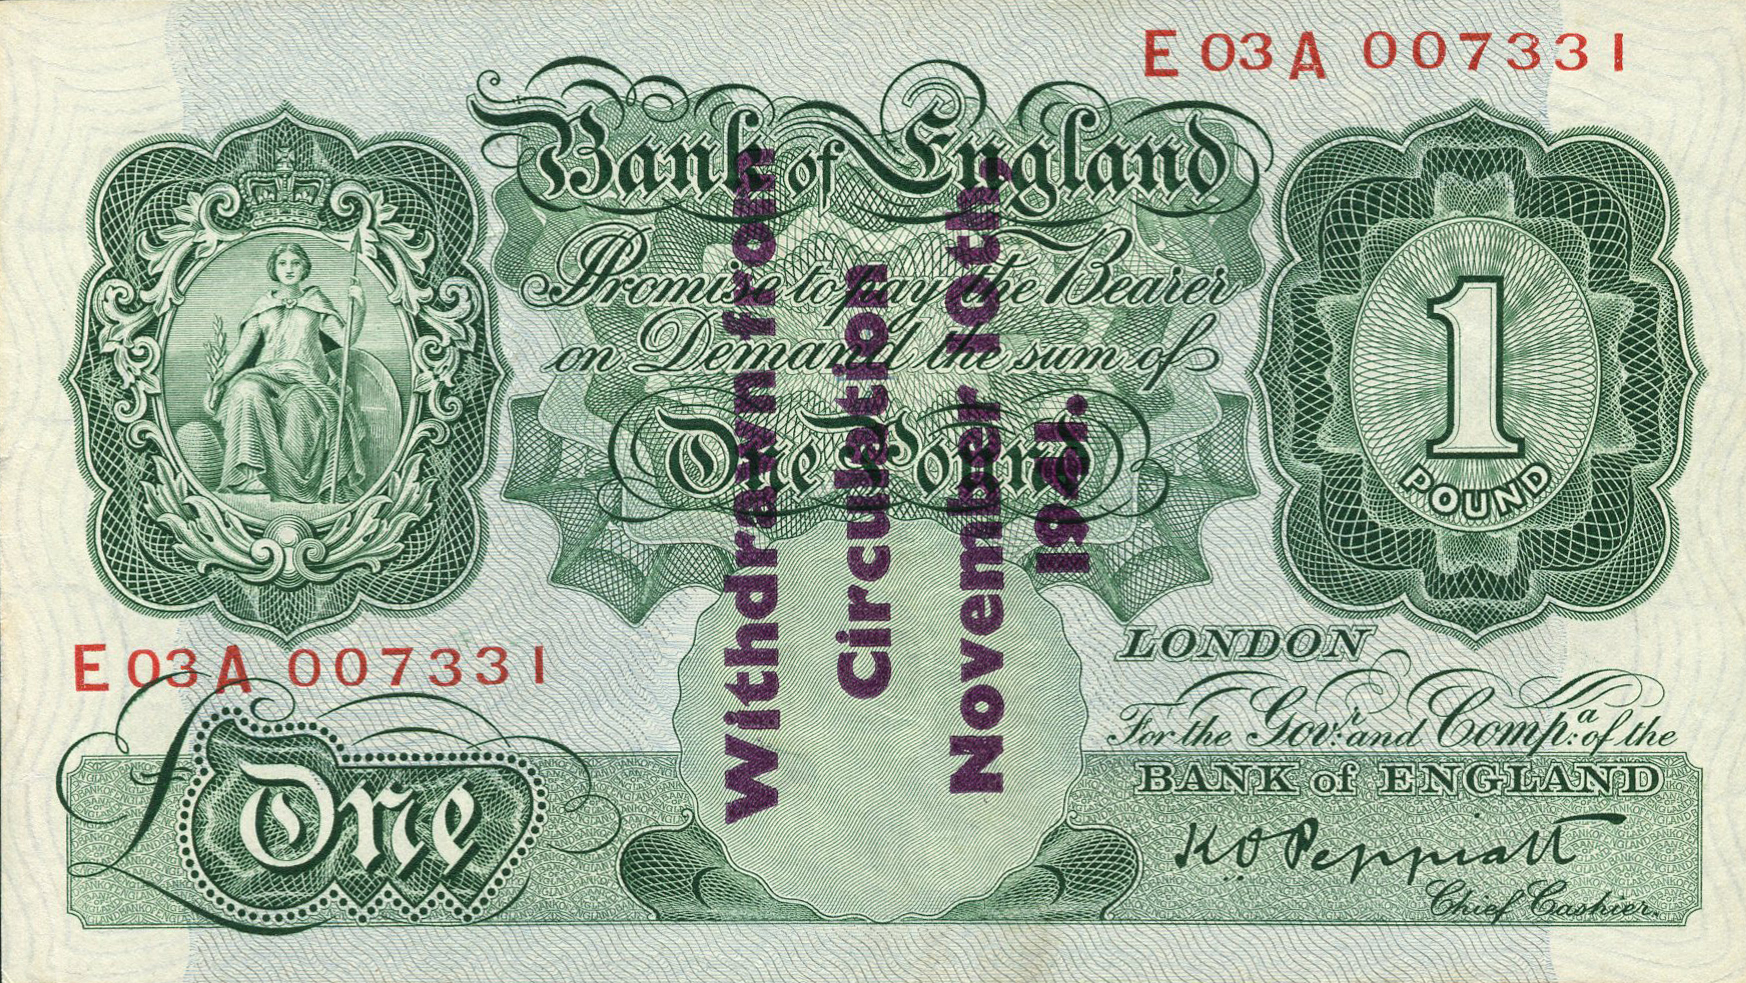 E03A 007331
Bank of England
Promise to pay the Bearer
on Demand the sum of
One Pound
1
POUND
Withdrawn from
Circulation
November 10th,
1941.
E03A 007331
£One
LONDON
For the Govr. and Compa. of the
BANK of ENGLAND
K.O. Peppiatt
Chief Cashier.